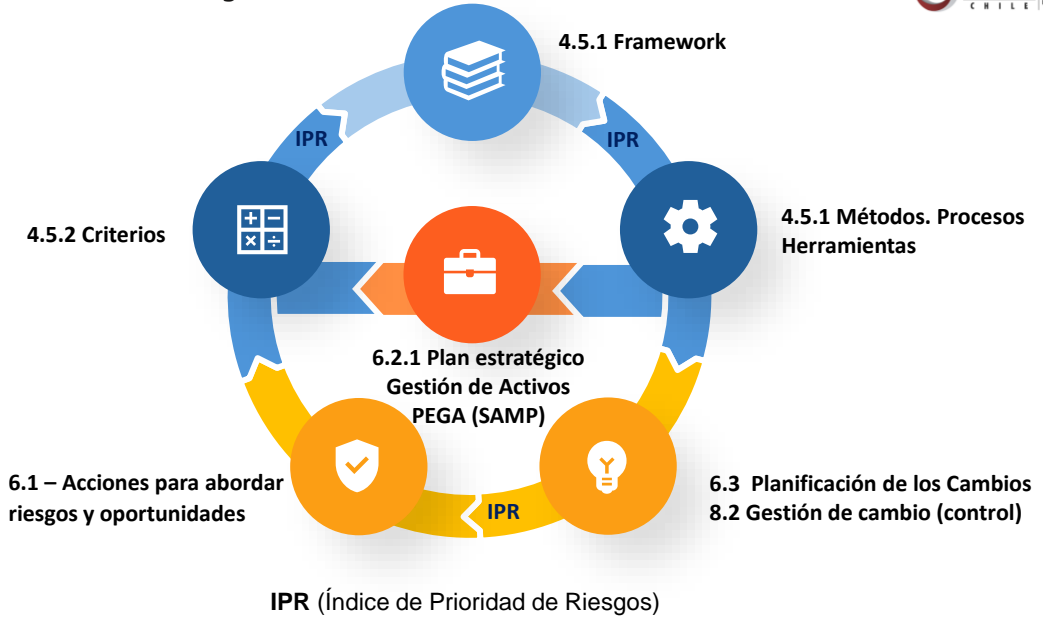 CHILE
4.5.1 Framework
IPR
IPR
4.5.2 Criterios
4.5.1 Métodos. Procesos
Herramientas
6.2.1 Plan estratégico
Gestión de Activos
PEGA (SAMP)
6.1 – Acciones para abordar
riesgos y oportunidades
6.3 Planificación de los Cambios
8.2 Gestión de cambio (control)
IPR
IPR (Índice de Prioridad de Riesgos)